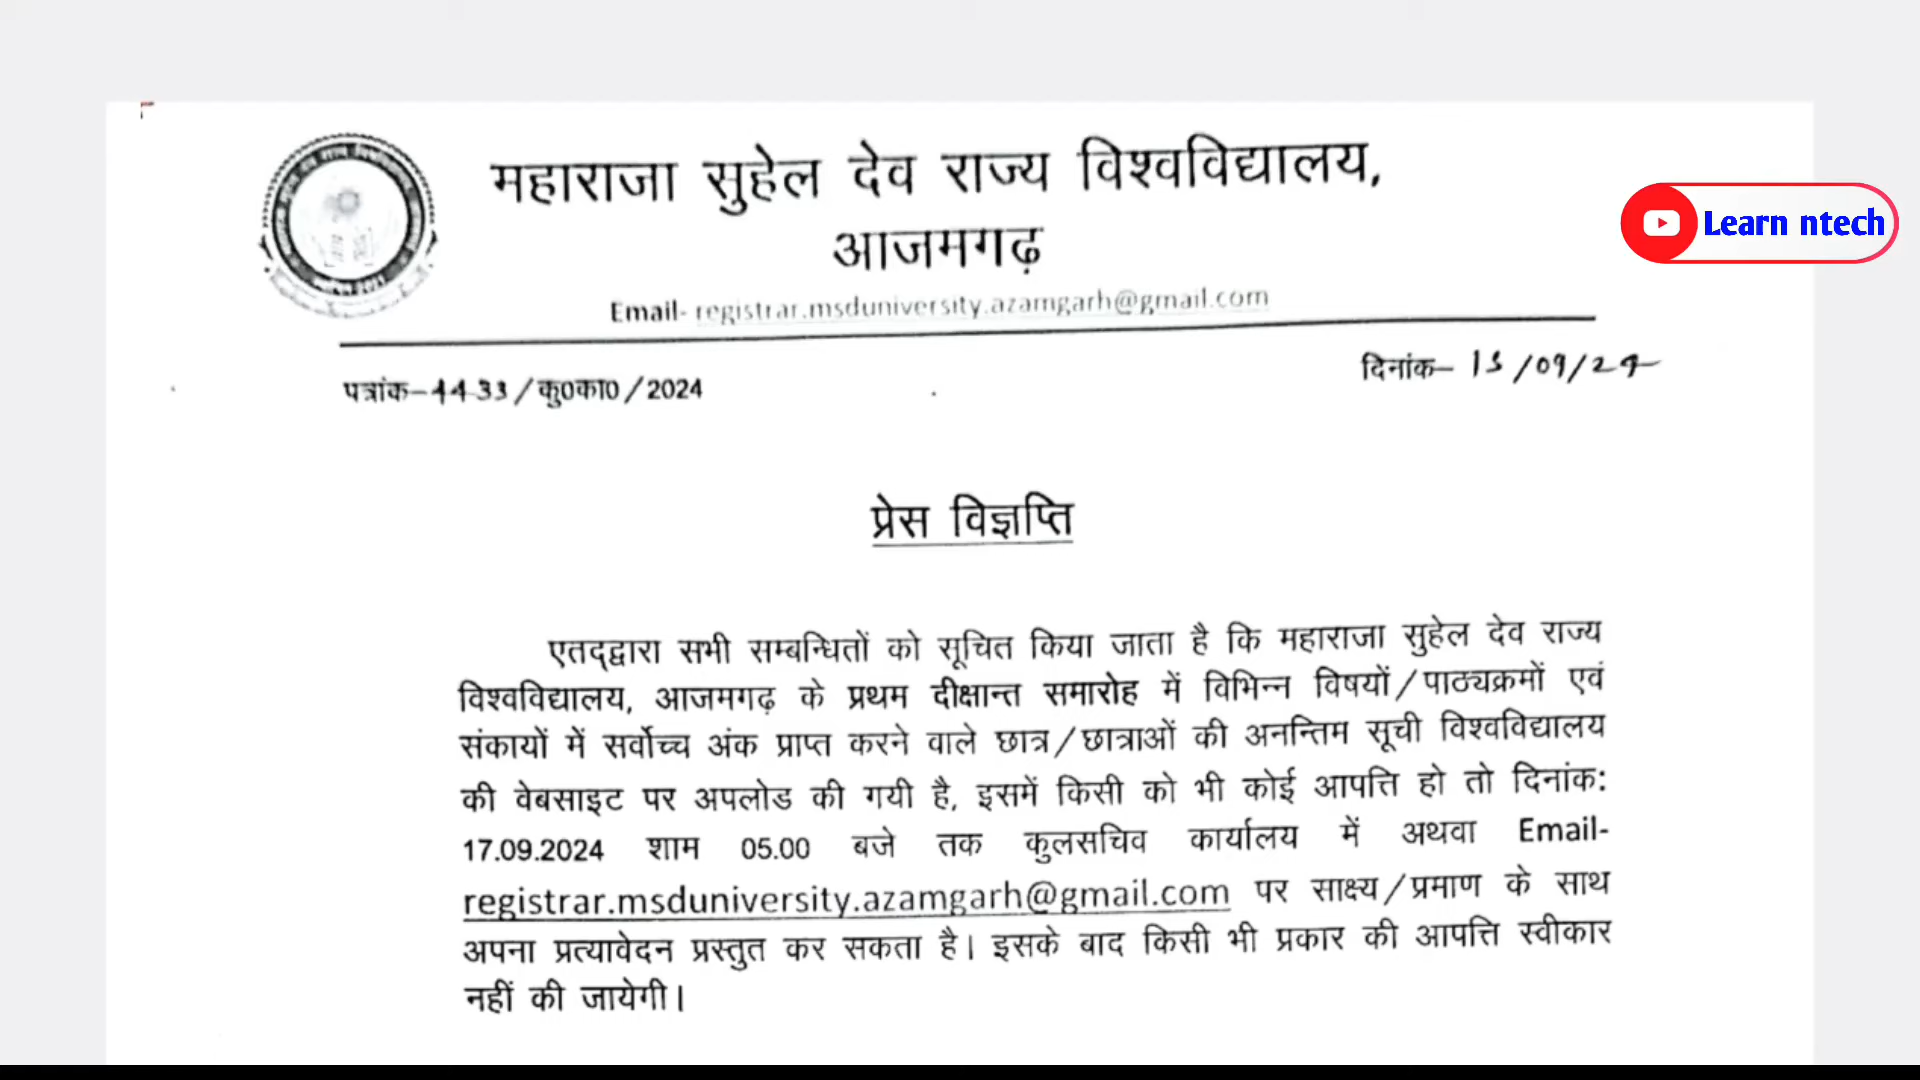 महाराजा सुहेल देव राज्य विश्वविद्यालय,
आजमगढ़
Learn ntech
Email- registrar.msduniversity.azamgarh@gmail.com
दिनांक- 13/09/24
पत्रांक-4433/कु0का0/2024
प्रेस विज्ञप्ति
एतद्द्वारा सभी सम्बन्धितों को सूचित किया जाता है कि महाराजा सुहेल देव राज्य
विश्वविद्यालय, आजमगढ़ के प्रथम दीक्षान्त समारोह में विभिन्न विषयों/पाठ्यक्रमों एवं
संकायों में सर्वोच्च अंक प्राप्त करने वाले छात्र/छात्राओं की अनन्तिम सूची विश्वविद्यालय
की वेबसाइट पर अपलोड की गयी है, इसमें किसी को भी कोई आपत्ति हो तो दिनांक:
17.09.2024 शाम 05.00 बजे तक कुलसचिव कार्यालय में अथवा Email-
registrar.msduniversity.azamgarh@gmail.com पर साक्ष्य/प्रमाण के साथ
अपना प्रत्यावेदन प्रस्तुत कर सकता है। इसके बाद किसी भी प्रकार की आपत्ति स्वीकार
नहीं की जायेगी।